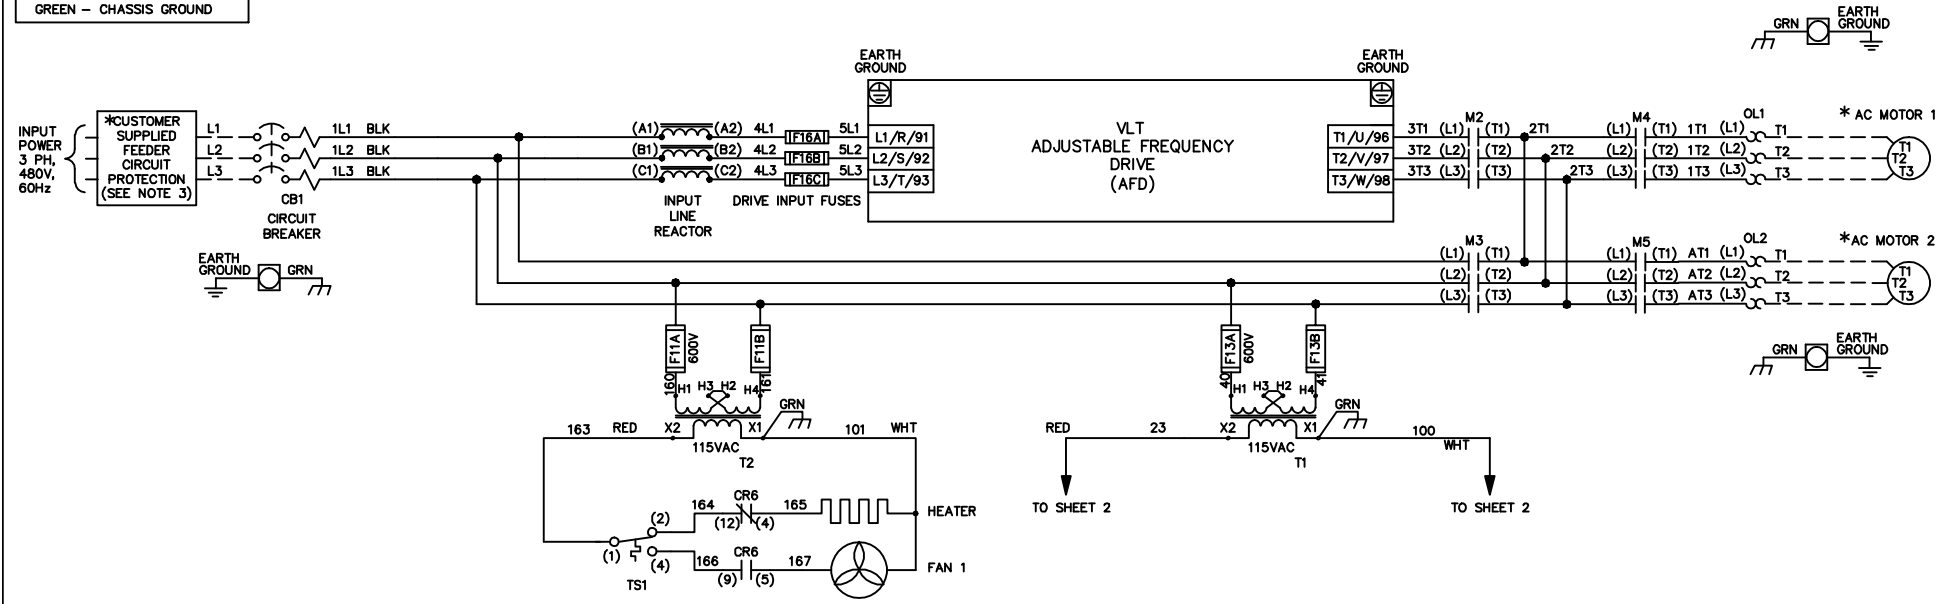 GREEN – CHASSIS GROUND
GRN
EARTH
GROUND
EARTH
GROUND
EARTH
GROUND
INPUT
POWER
3 PH,
480V,
60Hz
*CUSTOMER
SUPPLIED
FEEDER
CIRCUIT
PROTECTION
(SEE NOTE 3)
L1
L2
L3
CB1
CIRCUIT
BREAKER
1L1 BLK
1L2 BLK
1L3 BLK
(A1) (A2) 4L1 F16A 5L1
(B1) (B2) 4L2 F16B 5L2
(C1) (C2) 4L3 F16C 5L3
INPUT
LINE
REACTOR
DRIVE INPUT FUSES
L1/R/91
L2/S/92
L3/T/93
VLT
ADJUSTABLE FREQUENCY
DRIVE
(AFD)
T1/U/96
T2/V/97
T3/W/98
M2
M4
OL1
* AC MOTOR 1
3T1 (L1) (T1) 2T1 (L1) (T1) 1T1 (L1) T1
3T2 (L2) (T2) 2T2 (L2) (T2) 1T2 (L2) T2
3T3 (L3) (T3) 2T3 (L3) (T3) 1T3 (L3) T3
T1
T2
T3
M3
M5
OL2
*AC MOTOR 2
(L1) (T1) (L1) (T1) AT1 (L1) T1
(L2) (T2) (L2) (T2) AT2 (L2) T2
(L3) (T3) (L3) (T3) AT3 (L3) T3
T1
T2
T3
EARTH
GROUND
GRN
GRN
EARTH
GROUND
F11A
600V
F11B
160
161
H1 H3 H2 H4
GRN
163 RED X2 X1 101 WHT
115VAC
T2
F13A
600V
F13B
40
41
H1 H3 H2 H4
GRN
RED 23 X2 X1 100
WHT
115VAC
T1
TO SHEET 2
TO SHEET 2
164 CR6 165
(2) (12) (4)
HEATER
(1)
(4)
TS1
166 CR6 167
(9) (5)
FAN 1